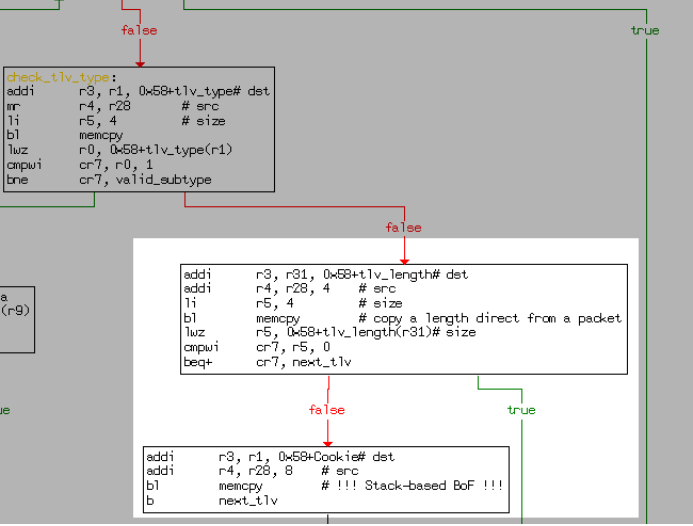 false
true
check_tlv_type:
addi r3, r1, 0x58+tlv_type# dst
mr r4, r28 # src
li r5, 4 # size
bl memcpy
lwz r0, 0x58+tlv_type(r1)
cmpwi cr7, r0, 1
bne cr7, valid_subtype
false
addi r3, r31, 0x58+tlv_length# dst
addi r4, r28, 4 # src
li r5, 4 # size
bl memcpy # copy a length direct from a packet
lwz r5, 0x58+tlv_length(r31)# size
cmpwi cr7, r5, 0
beq+ cr7, next_tlv
a
(r9)
ue
false
true
addi r3, r1, 0x58+Cookie# dst
addi r4, r28, 8 # src
bl memcpy # !!! Stack-based BoF !!!
b next_tlv